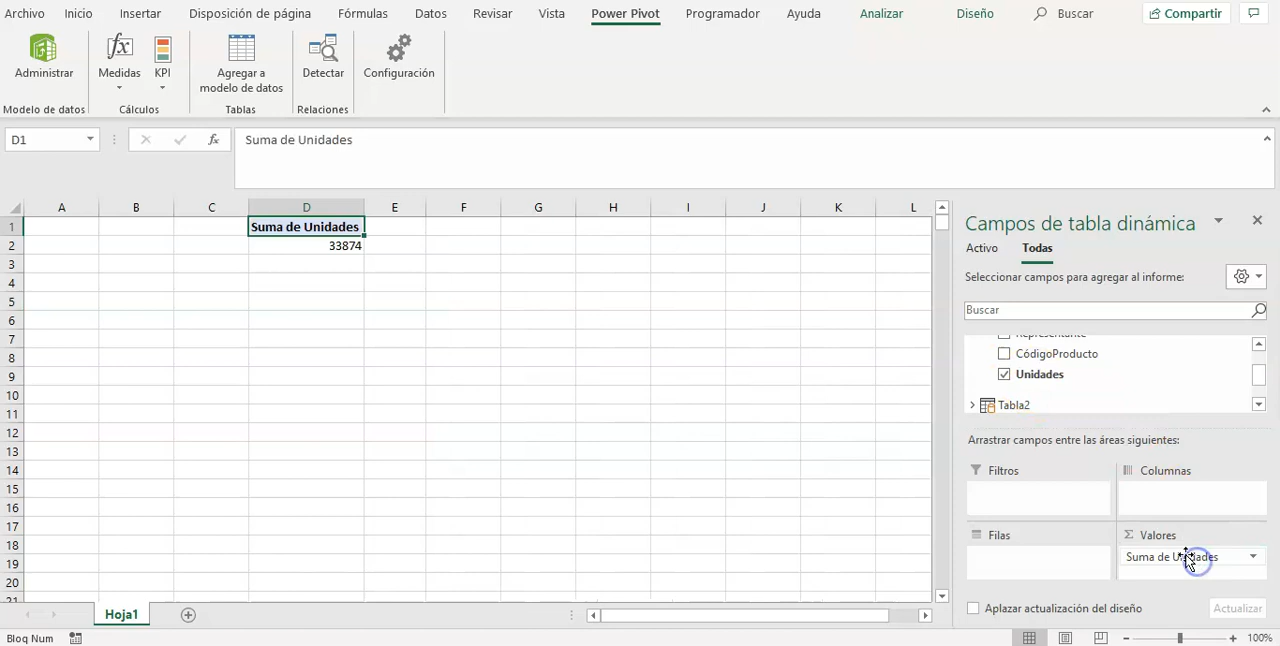 Archivo Inicio Insertar Disposición de página Fórmulas Datos Revisar Vista Power Pivot Programador Ayuda Analizar Diseño Buscar Compartir
Administrar Medidas KPI Agregar a modelo de datos Detectar Configuración
Modelo de datos Cálculos Tablas Relaciones
D1 fx Suma de Unidades
A B C D E F G H I J K L
1 Suma de Unidades
2 33874
3
4
5
6
7
8
9
10
11
12
13
14
15
16
17
18
19
20
21
Campos de tabla dinámica
Activo Todas
Seleccionar campos para agregar al informe:
Buscar
Representante
CódigoProducto
Unidades
Tabla2
Arrastrar campos entre las áreas siguientes:
Filtros Columnas
Filas Σ Valores
Suma de Unidades
Aplazar actualización del diseño Actualizar
Hoja1
Bloq Num 100%